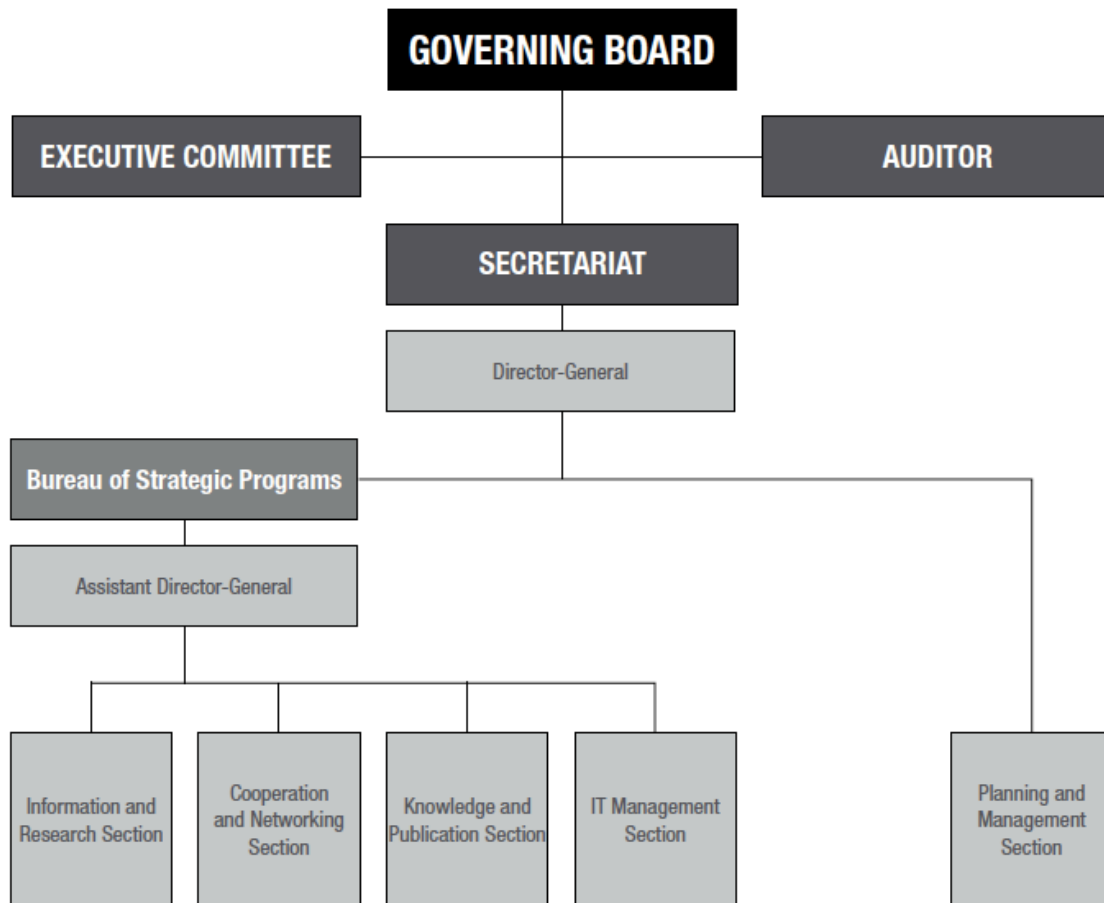 GOVERNING BOARD
EXECUTIVE COMMITTEE
AUDITOR
SECRETARIAT
Director-General
Bureau of Strategic Programs
Assistant Director-General
Information and
Research Section
Cooperation
and Networking
Section
Knowledge and
Publication Section
IT Management
Section
Planning and
Management
Section